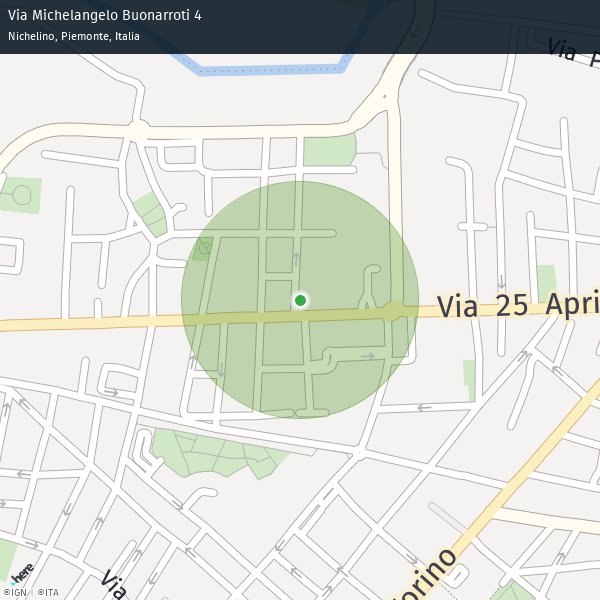 Via Michelangelo Buonarroti 4
Nichelino, Piemonte, Italia
Via P
Via 25 Apri
orino
Via
here
©IGN | ©ITA